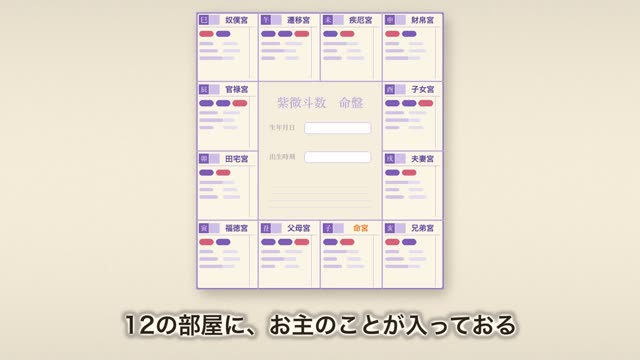 巳 奴僕宮
午 遷移宮
未 疾厄宮
申 財帛宮
辰 官禄宮
紫微斗数 命盤
生年月日
出生時刻
酉 子女宮
卯 田宅宮
戌 夫妻宮
寅 福徳宮
丑 父母宮
子 命宮
亥 兄弟宮
12の部屋に、お主のことが入っておる